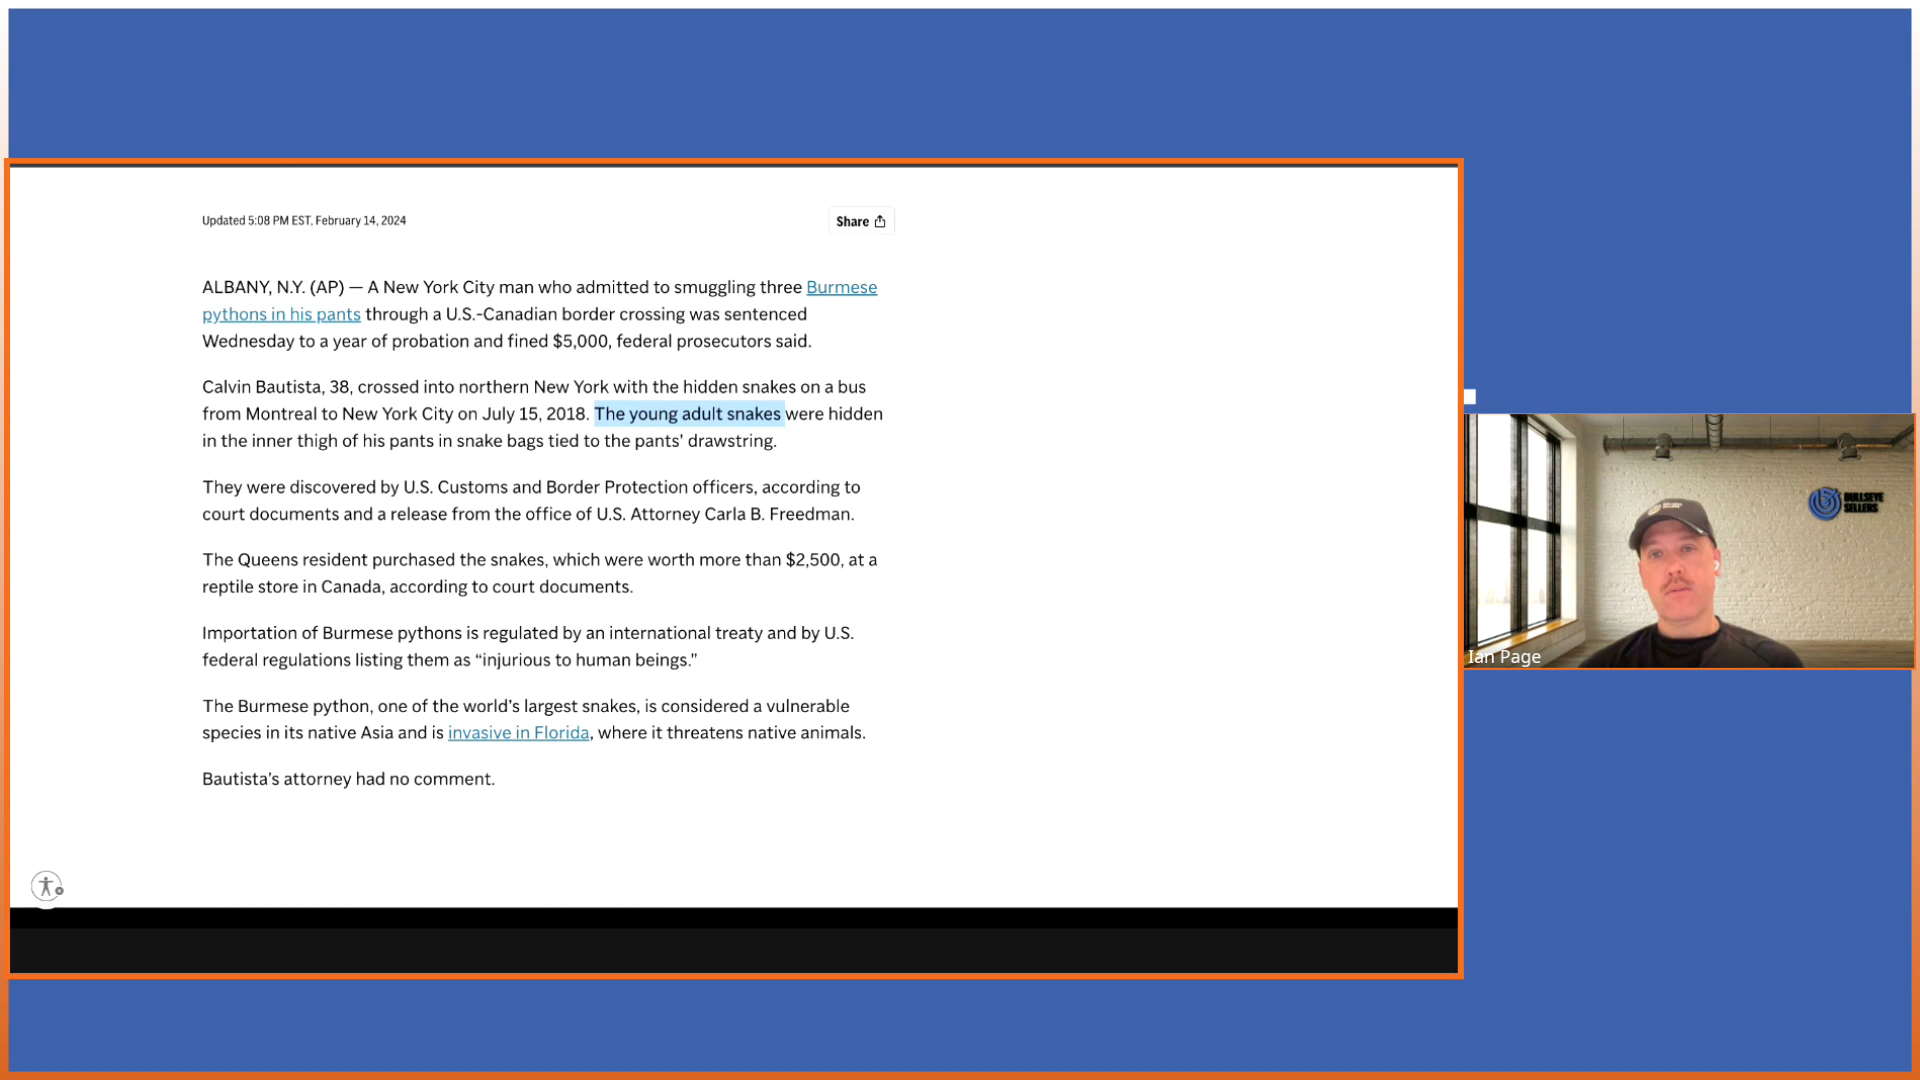 Updated 5:08 PM EST, February 14, 2024
Share
ALBANY, N.Y. (AP) — A New York City man who admitted to smuggling three Burmese
pythons in his pants through a U.S.-Canadian border crossing was sentenced
Wednesday to a year of probation and fined $5,000, federal prosecutors said.
Calvin Bautista, 38, crossed into northern New York with the hidden snakes on a bus
from Montreal to New York City on July 15, 2018. The young adult snakes were hidden
in the inner thigh of his pants in snake bags tied to the pants’ drawstring.
They were discovered by U.S. Customs and Border Protection officers, according to
court documents and a release from the office of U.S. Attorney Carla B. Freedman.
The Queens resident purchased the snakes, which were worth more than $2,500, at a
reptile store in Canada, according to court documents.
Importation of Burmese pythons is regulated by an international treaty and by U.S.
federal regulations listing them as “injurious to human beings.”
The Burmese python, one of the world’s largest snakes, is considered a vulnerable
species in its native Asia and is invasive in Florida, where it threatens native animals.
Bautista’s attorney had no comment.
BULLSEYE
SELLERS
Ian Page